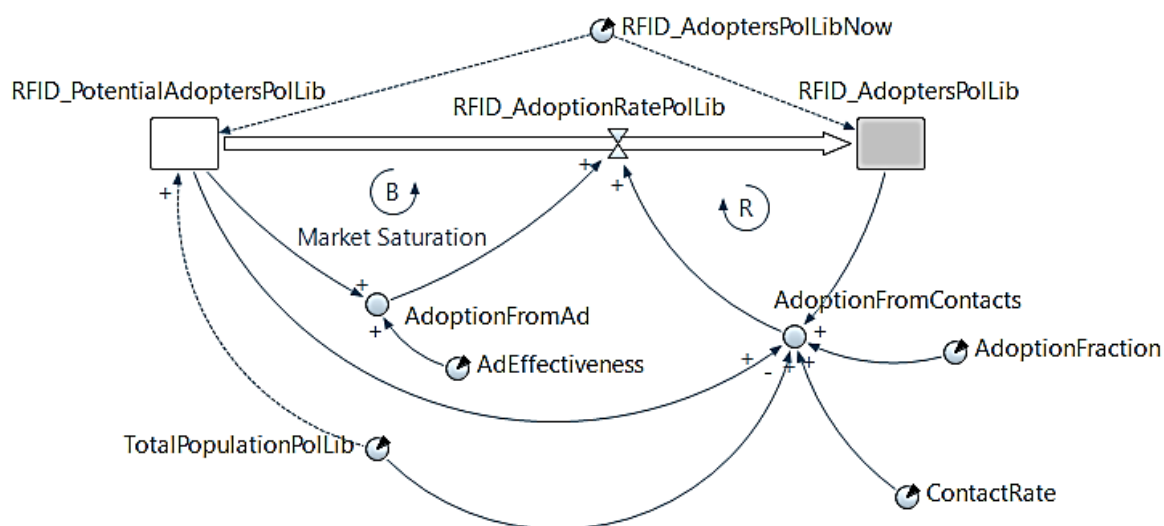 RFID_AdoptersPolLibNow
RFID_PotentialAdoptersPolLib
RFID_AdoptionRatePolLib
RFID_AdoptersPolLib
+
+
+
B
R
Market Saturation
+
+
AdoptionFromAd
AdEffectiveness
AdoptionFromContacts
+
+
-
+
+
AdoptionFraction
TotalPopulationPolLib
ContactRate